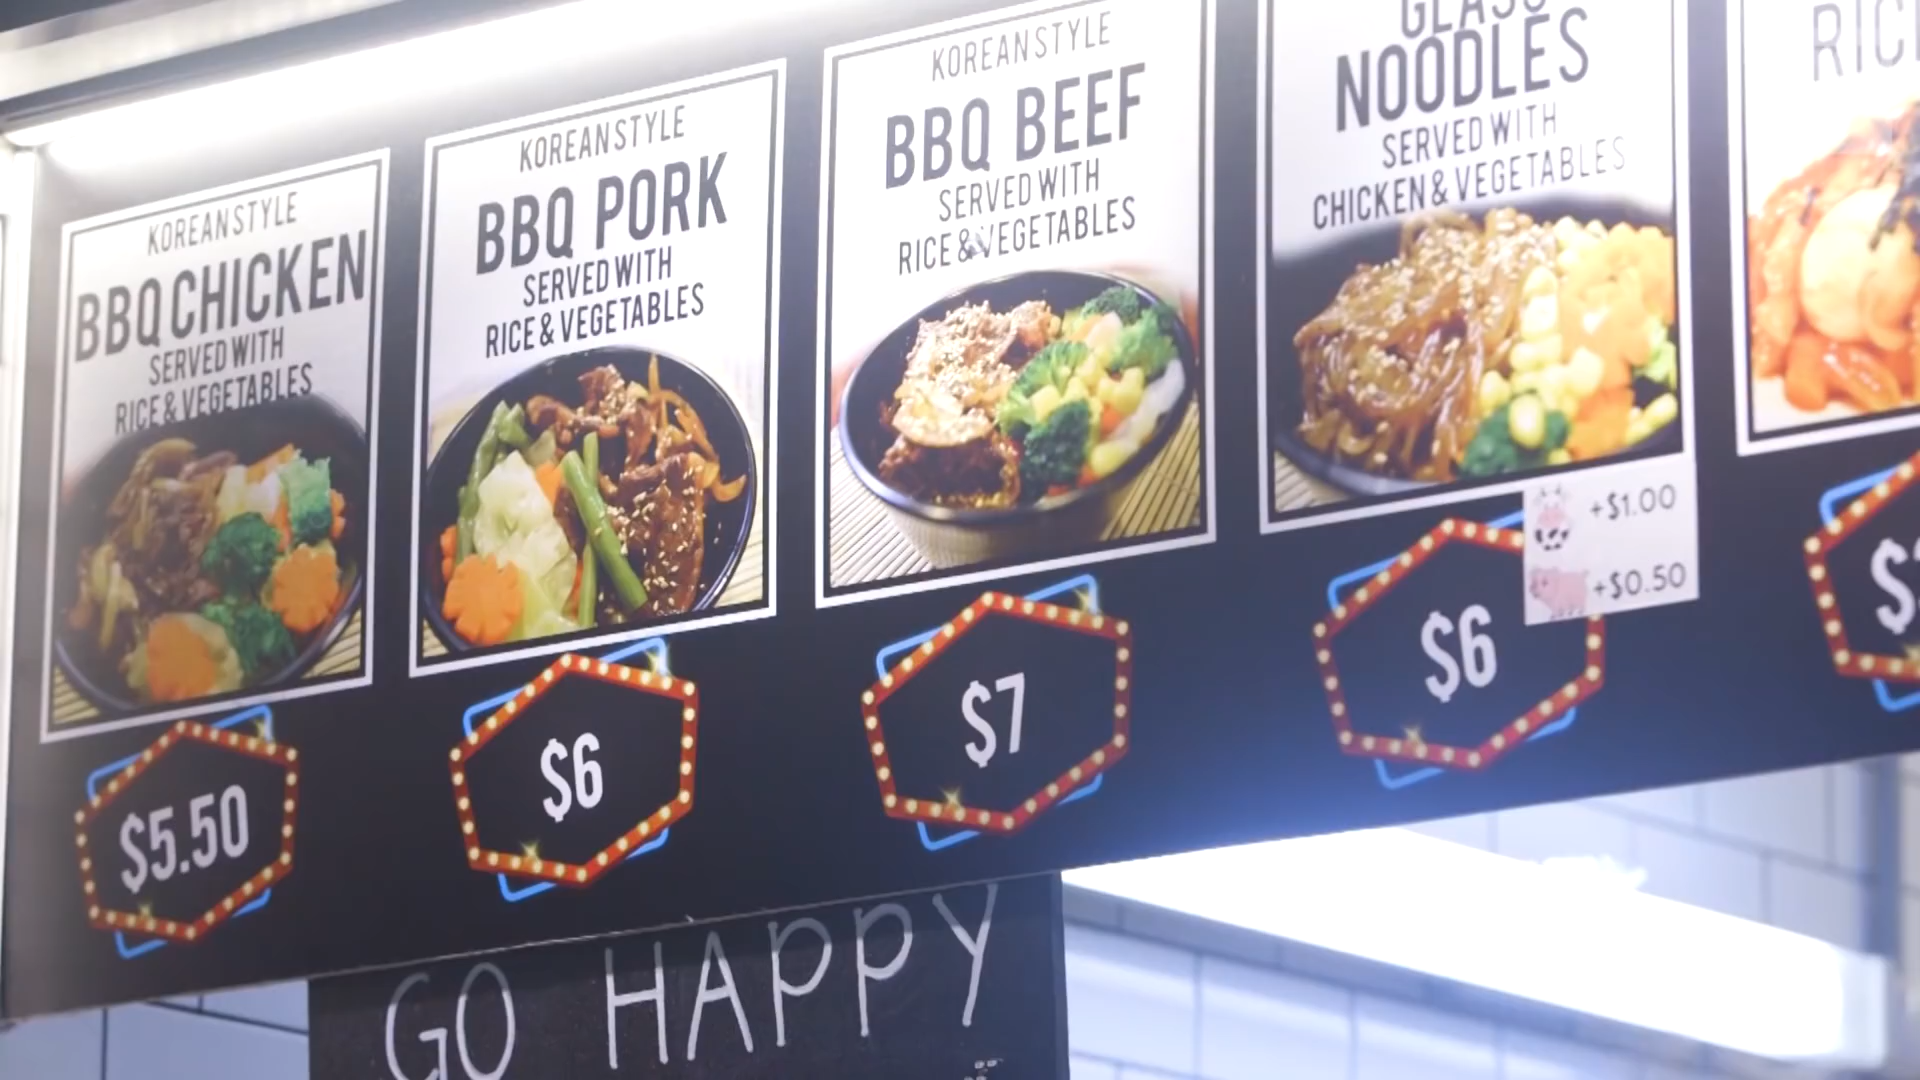 KOREAN STYLE
BBQ CHICKEN
SERVED WITH
RICE & VEGETABLES
$5.50
KOREAN STYLE
BBQ PORK
SERVED WITH
RICE & VEGETABLES
$6
KOREAN STYLE
BBQ BEEF
SERVED WITH
RICE & VEGETABLES
$7
GLASS
NOODLES
SERVED WITH
CHICKEN & VEGETABLES
+$1.00
+$0.50
$6
GO HAPPY